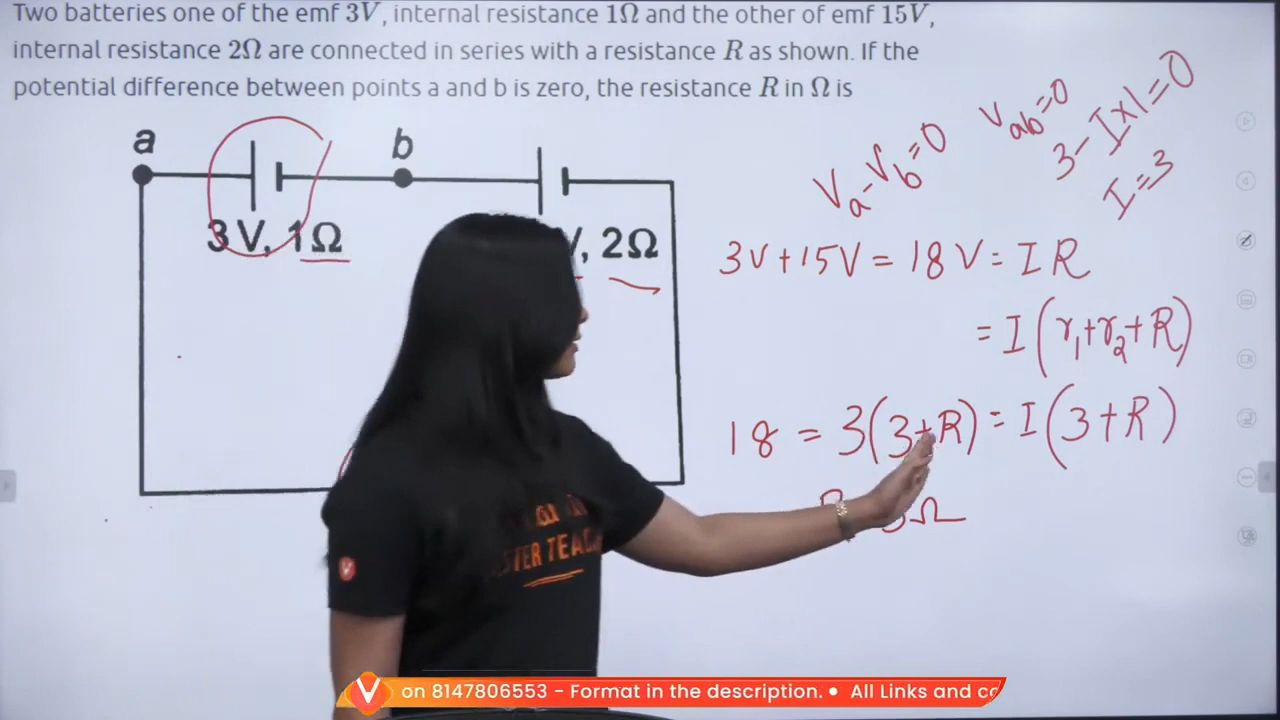 Two batteries one of the emf 3V, internal resistance 1Ω and the other of emf 15V,
internal resistance 2Ω are connected in series with a resistance R as shown. If the
potential difference between points a and b is zero, the resistance R in Ω is
a
b
3V, 1Ω
, 2Ω
Va-Vb=0
Vab=0
3-I×1=0
I=3
3V+15V=18V=IR
=I(r1+r2+R)
18=3(3+R)=I(3+R)
Ω
on 8147806553 - Format in the description. • All Links and